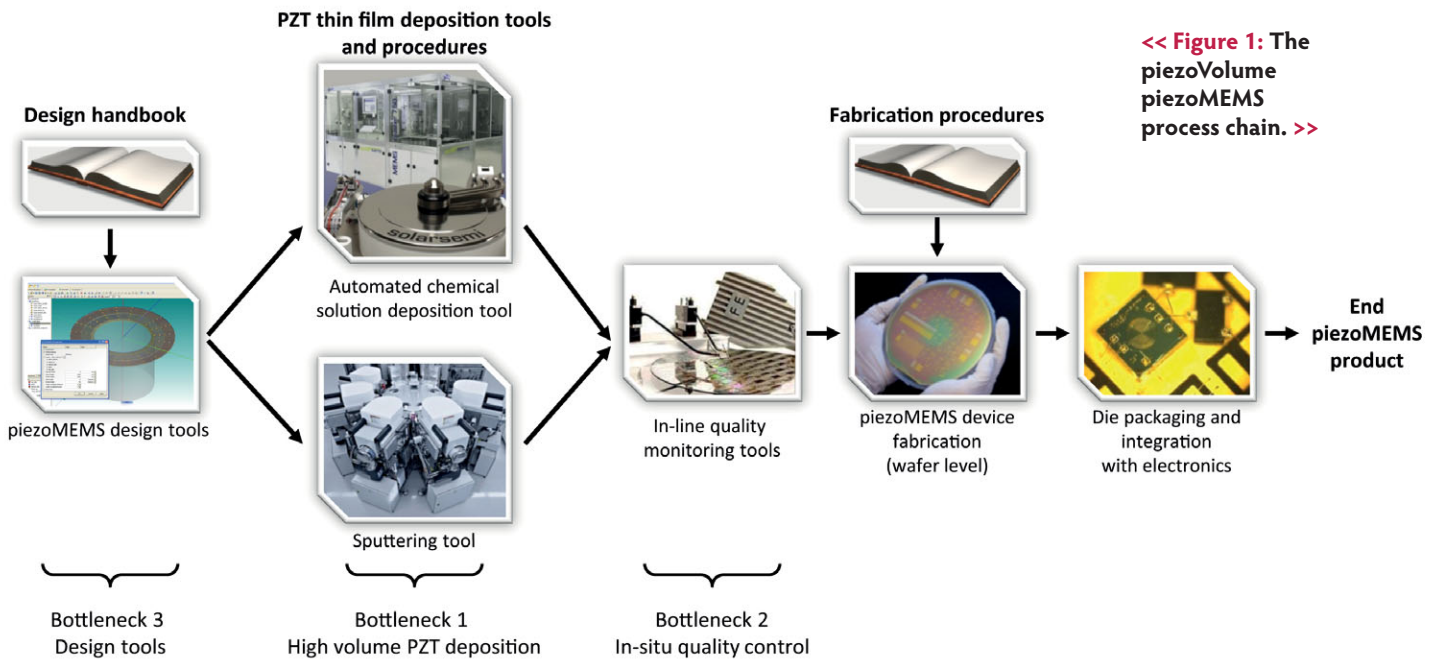 PZT thin film deposition tools
and procedures
<< Figure 1: The
piezoVolume
piezoMEMS
process chain. >>
Design handbook
Fabrication procedures
MEMS
solarsemi
Automated chemical
solution deposition tool
F E
End
piezoMEMS
product
piezoMEMS design tools
In-line quality
monitoring tools
piezoMEMS device
fabrication
(wafer level)
Die packaging and
integration
with electronics
Sputtering tool
Bottleneck 3
Design tools
Bottleneck 1
High volume PZT deposition
Bottleneck 2
In-situ quality control